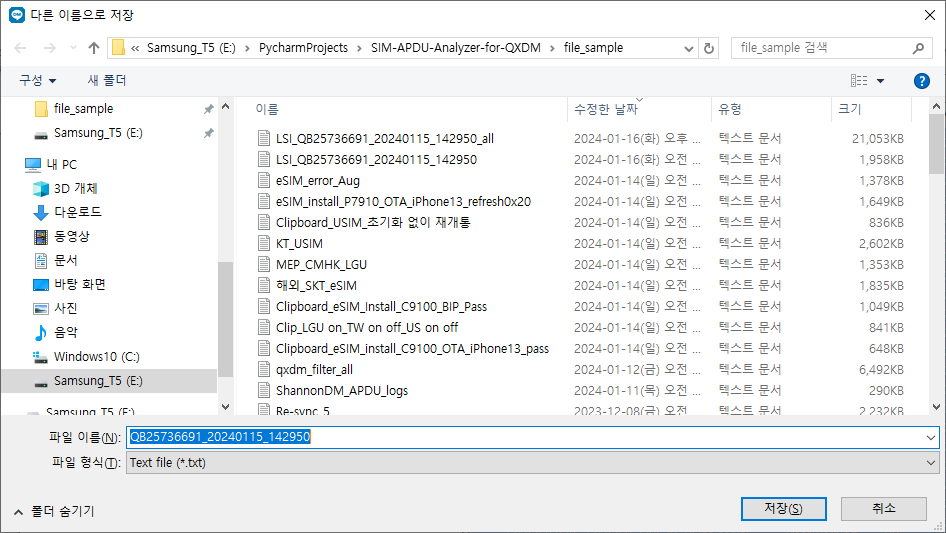 다른 이름으로 저장
« Samsung_T5 (E:) > PycharmProjects > SIM-APDU-Analyzer-for-QXDM > file_sample
file_sample 검색
구성 새 폴더
file_sample
Samsung_T5 (E:)
내 PC
3D 개체
다운로드
동영상
문서
바탕 화면
사진
음악
Windows10 (C:)
Samsung_T5 (E:)
Samsung_T5 (E:)
이름 수정한 날짜 유형 크기
LSI_QB25736691_20240115_142950_all 2024-01-16(화) 오후 ... 텍스트 문서 21,053KB
LSI_QB25736691_20240115_142950 2024-01-16(화) 오전 ... 텍스트 문서 1,958KB
eSIM_error_Aug 2024-01-14(일) 오전 ... 텍스트 문서 1,378KB
eSIM_install_P7910_OTA_iPhone13_refresh0x20 2024-01-14(일) 오전 ... 텍스트 문서 1,649KB
Clipboard_USIM_초기화 없이 재개통 2024-01-14(일) 오전 ... 텍스트 문서 836KB
KT_USIM 2024-01-14(일) 오전 ... 텍스트 문서 2,602KB
MEP_CMHK_LGU 2024-01-14(일) 오전 ... 텍스트 문서 1,353KB
해외_SKT_eSIM 2024-01-14(일) 오전 ... 텍스트 문서 1,835KB
Clipboard_eSIM_Install_C9100_BIP_Pass 2024-01-14(일) 오전 ... 텍스트 문서 1,049KB
Clip_LGU on_TW on off_US on off 2024-01-14(일) 오전 ... 텍스트 문서 841KB
Clipboard_eSIM_install_C9100_OTA_iPhone13_pass 2024-01-14(일) 오전 ... 텍스트 문서 648KB
qxdm_filter_all 2024-01-12(금) 오전 ... 텍스트 문서 6,492KB
ShannonDM_APDU_logs 2024-01-11(목) 오전 ... 텍스트 문서 290KB
Re-sync_5 2023-12-08(금) 오전 ... 텍스트 문서 2,232KB
파일 이름(N): QB25736691_20240115_142950
파일 형식(T): Text file (*.txt)
폴더 숨기기
저장(S) 취소